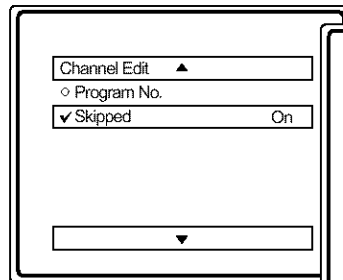 Channel Edit ▲
○ Program No.
✓ Skipped On
▼